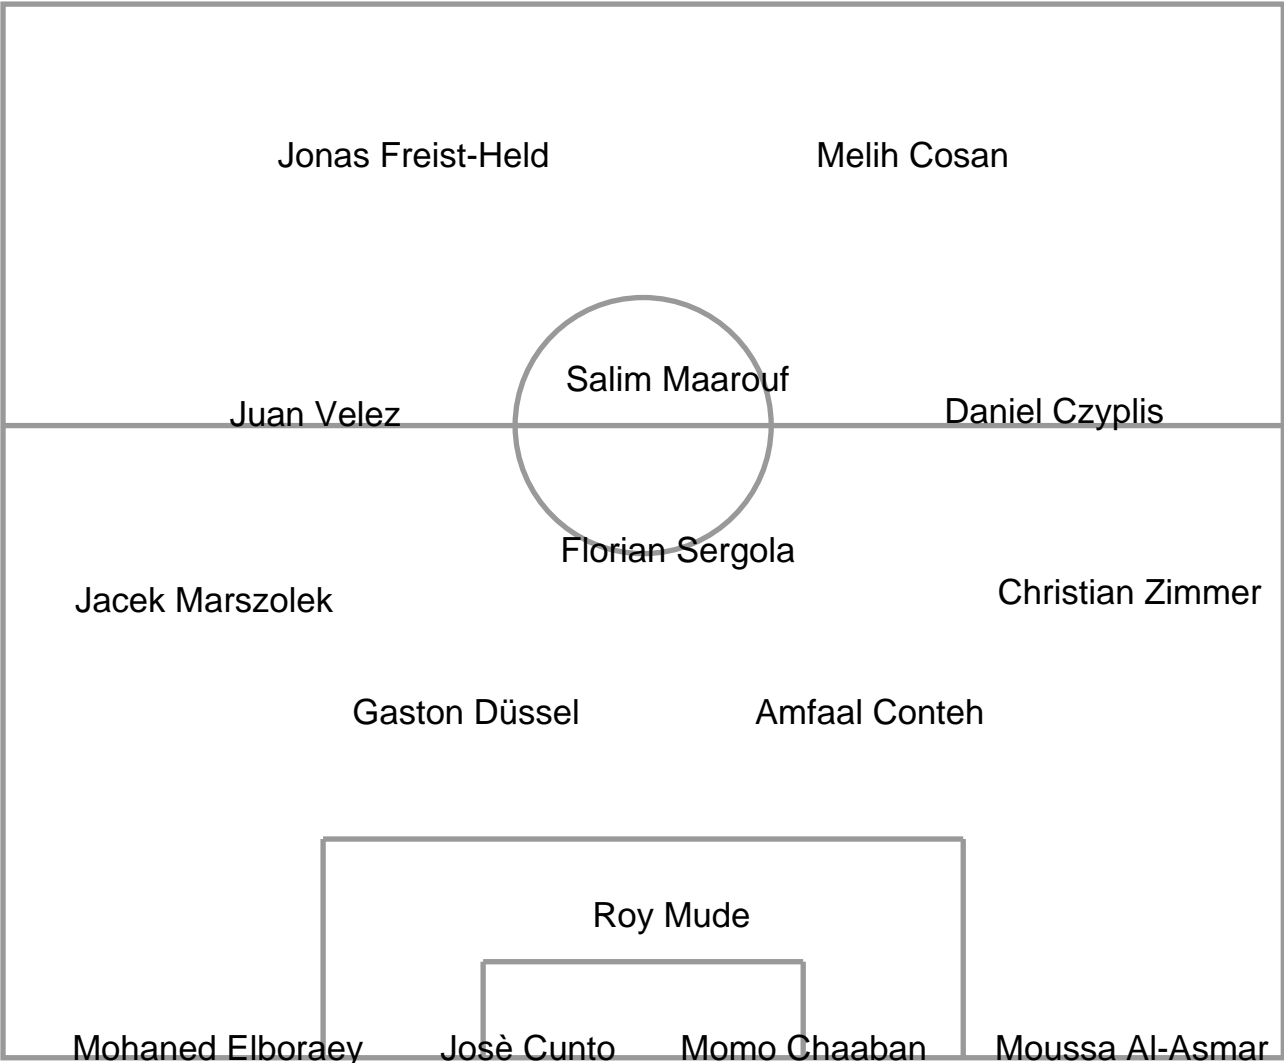 Jonas Freist-Held Melih Cosan
Salim Maarouf
Juan Velez Daniel Czyplis
Florian Sergola
Jacek Marszolek Christian Zimmer
Gaston Düssel Amfaal Conteh
Roy Mude
Mohaned Elboraey Josè Cunto Momo Chaaban Moussa Al-Asmar